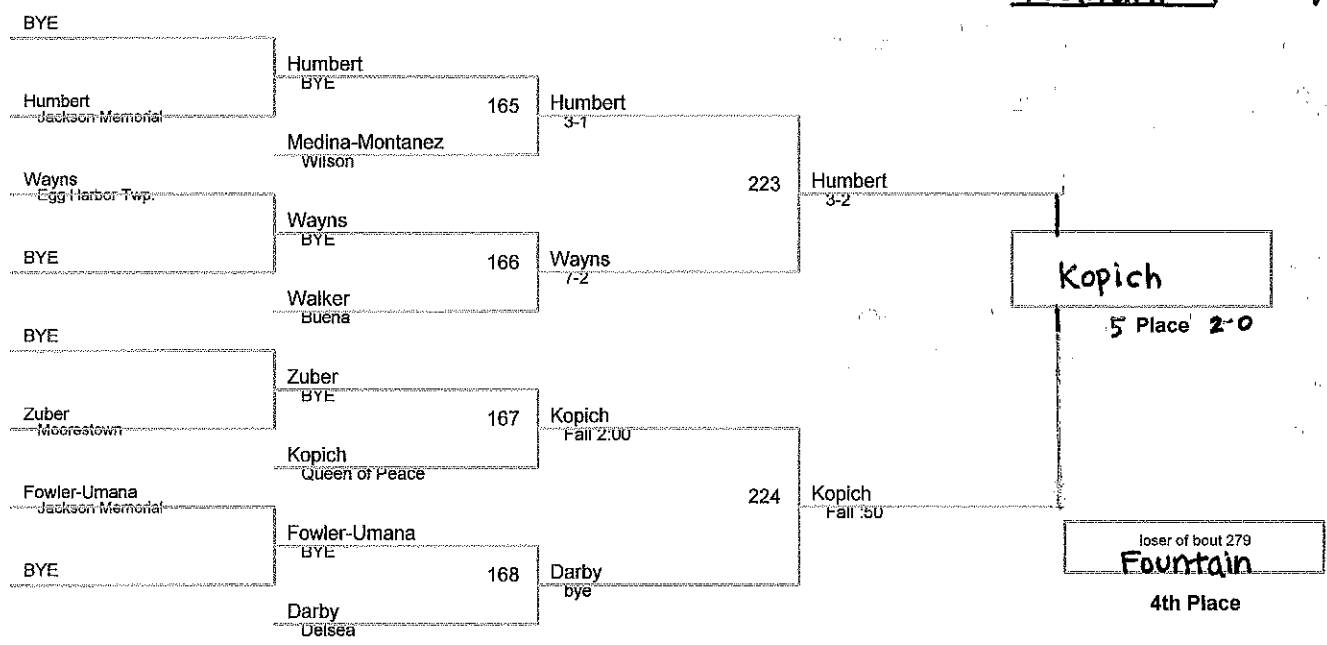 BYE
Humbert
BYE
Humbert
Jackson Memorial
165
Humbert
3-1
Medina-Montanez
Wilson
Wayns
Egg Harbor Twp.
223
Humbert
3-2
Wayns
BYE
BYE
166
Wayns
7-2
Kopich
Walker
Buena
5 Place 2-0
BYE
Zuber
BYE
Zuber
Moorestown
167
Kopich
Fall 2:00
Kopich
Queen of Peace
Fowler-Umana
Jackson Memorial
224
Kopich
Fall :50
Fowler-Umana
BYE
loser of bout 279
Fountain
BYE
168
Darby
bye
4th Place
Darby
Delsea